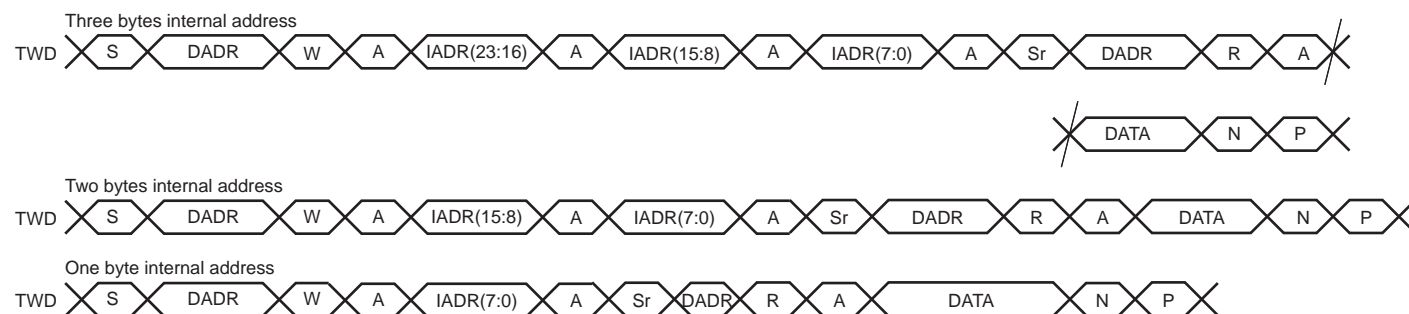 Three bytes internal address
TWD S DADR W A IADR(23:16) A IADR(15:8) A IADR(7:0) A Sr DADR R A
DATA N P
Two bytes internal address
TWD S DADR W A IADR(15:8) A IADR(7:0) A Sr DADR R A DATA N P
One byte internal address
TWD S DADR W A IADR(7:0) A Sr DADR R A DATA N P